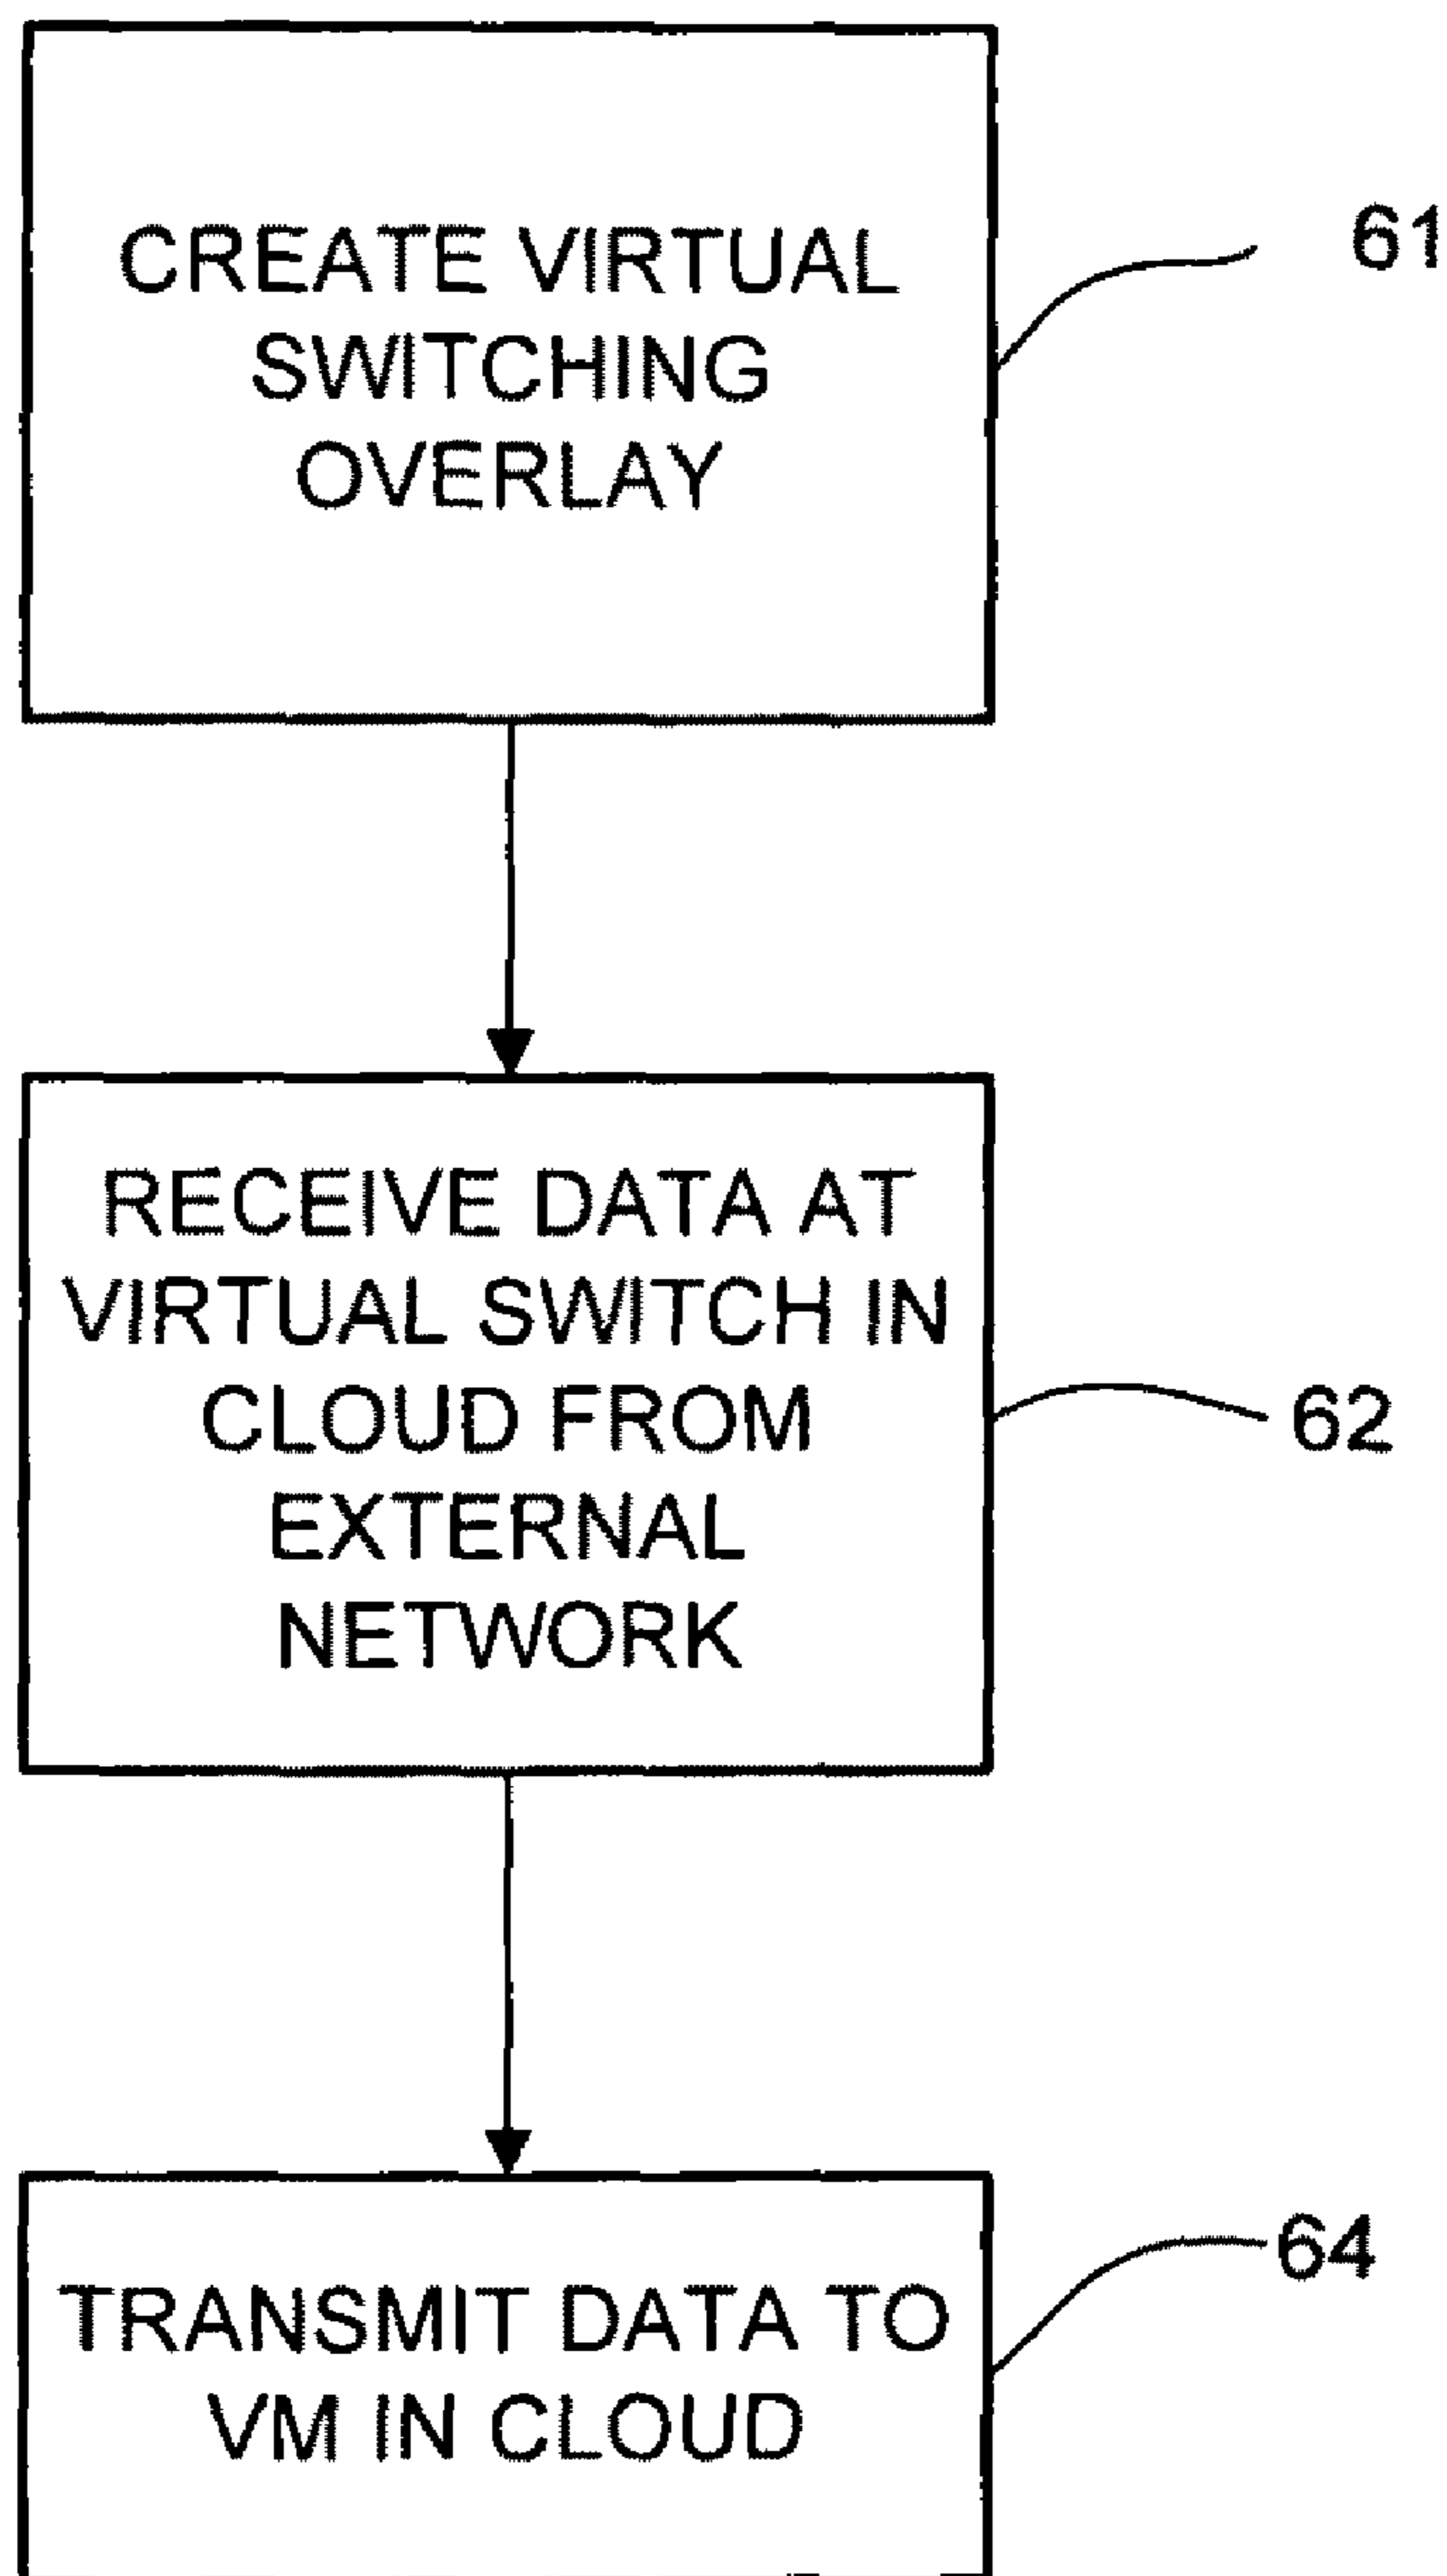 CREATE VIRTUAL
SWITCHING
OVERLAY
61
RECEIVE DATA AT
VIRTUAL SWITCH IN
CLOUD FROM
EXTERNAL
NETWORK
62
TRANSMIT DATA TO
VM IN CLOUD
64